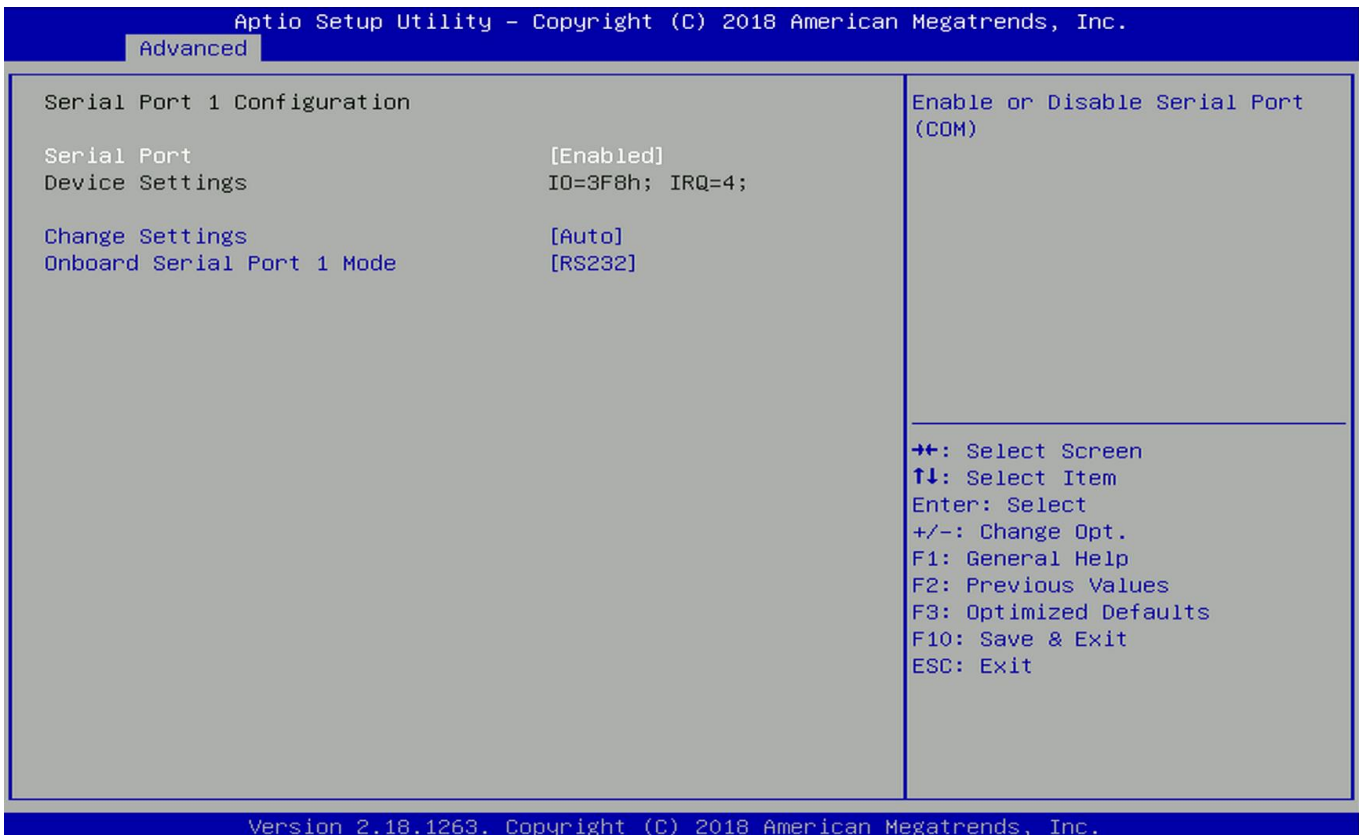 Aptio Setup Utility – Copyright (C) 2018 American Megatrends, Inc.
Advanced
Serial Port 1 Configuration
Serial Port [Enabled]
Device Settings IO=3F8h; IRQ=4;
Change Settings [Auto]
Onboard Serial Port 1 Mode [RS232]
Enable or Disable Serial Port
(COM)
→←: Select Screen
↑↓: Select Item
Enter: Select
+/-: Change Opt.
F1: General Help
F2: Previous Values
F3: Optimized Defaults
F10: Save & Exit
ESC: Exit
Version 2.18.1263. Copyright (C) 2018 American Megatrends, Inc.